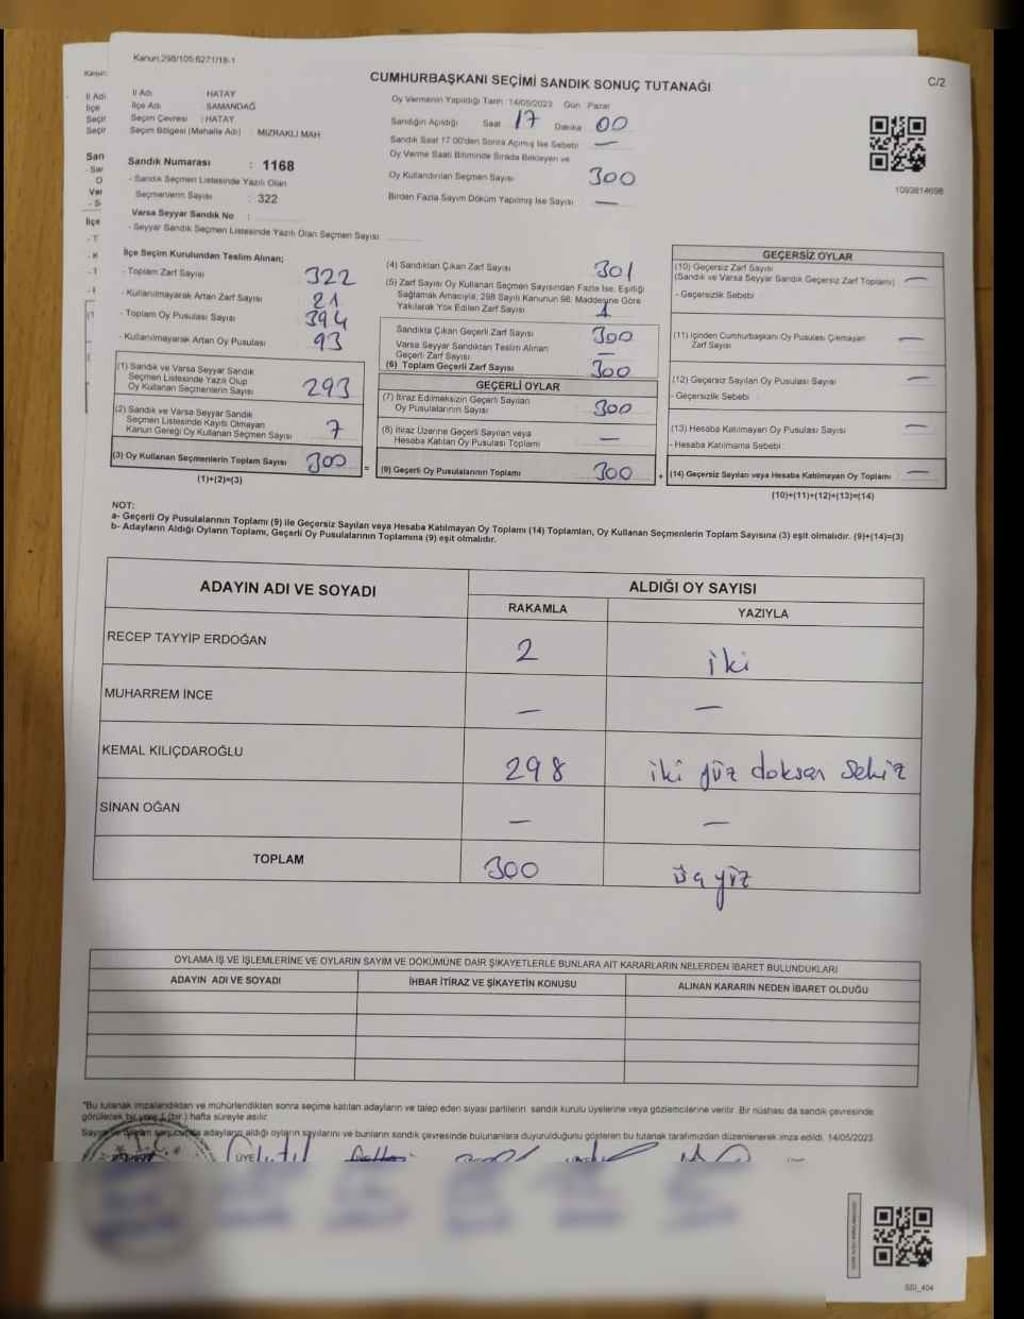 Kanun 298/105 6271/18-1
CUMHURBAŞKANI SEÇİMİ SANDIK SONUÇ TUTANAĞI
C/2
İl Adı HATAY
İlçe Adı SAMANDAĞ
Seçim Çevresi : HATAY
Seçim Bölgesi (Mahalle Adı) : MIZRAKLI MAH
Sandık Numarası : 1168
- Sandık Seçmen Listesinde Yazılı Olan
Seçmenlerin Sayısı : 322
Varsa Seyyar Sandık No :
- Seyyar Sandık Seçmen Listesinde Yazılı Olan Seçmen Sayısı
Oy Vermenin Yapıldığı Tarih : 14/05/2023 Gün Pazar
Sandığın Açıldığı Saat 17 Dakika 00
Sandık Saat 17.00'den Sonra Açılmış İse Sebebi —
Oy Verme Saati Bitiminde Sırada Bekleyen ve
Oy Kullandırılan Seçmen Sayısı 300
Birden Fazla Sayım Döküm Yapılmış İse Sayısı —
1093814698
İlçe Seçim Kurulundan Teslim Alınan;
- Toplam Zarf Sayısı 322
- Kullanılmayarak Artan Zarf Sayısı 21
- Toplam Oy Pusulası Sayısı 394
- Kullanılmayarak Artan Oy Pusulası 93
(1) Sandık ve Varsa Seyyar Sandık
Seçmen Listesinde Yazılı Olup
Oy Kullanan Seçmenlerin Sayısı 293
(2) Sandık ve Varsa Seyyar Sandık
Seçmen Listesinde Kayıtlı Olmayan
Kanun Gereği Oy Kullanan Seçmen Sayısı 7
(3) Oy Kullanan Seçmenlerin Toplam Sayısı 300
(1)+(2)=(3)
=
(4) Sandıktan Çıkan Zarf Sayısı 301
(5) Zarf Sayısı Oy Kullanan Seçmen Sayısından Fazla İse, Eşitliği
Sağlamak Amacıyla, 298 Sayılı Kanunun 98. Maddesine Göre
Yakılarak Yok Edilen Zarf Sayısı 1
Sandıkta Çıkan Geçerli Zarf Sayısı 300
Varsa Seyyar Sandıktan Teslim Alınan
Geçerli Zarf Sayısı —
(6) Toplam Geçerli Zarf Sayısı 300
GEÇERLİ OYLAR
(7) İtiraz Edilmeksizin Geçerli Sayılan
Oy Pusulalarının Sayısı 300
(8) İtiraz Üzerine Geçerli Sayılan veya
Hesaba Katılan Oy Pusulası Toplamı —
(9) Geçerli Oy Pusulalarının Toplamı 300
+
GEÇERSİZ OYLAR
(10) Geçersiz Zarf Sayısı
(Sandık ve Varsa Seyyar Sandık Geçersiz Zarf Toplamı) —
- Geçersizlik Sebebi
(11) İçinden Cumhurbaşkanı Oy Pusulası Çıkmayan
Zarf Sayısı —
(12) Geçersiz Sayılan Oy Pusulası Sayısı —
- Geçersizlik Sebebi
(13) Hesaba Katılmayan Oy Pusulası Sayısı —
- Hesaba Katılmama Sebebi
(14) Geçersiz Sayılan veya Hesaba Katılmayan Oy Toplamı —
(10)+(11)+(12)+(13)=(14)
NOT:
a- Geçerli Oy Pusulalarının Toplamı (9) ile Geçersiz Sayılan veya Hesaba Katılmayan Oy Toplamı (14) Toplamları, Oy Kullanan Seçmenlerin Toplam Sayısına (3) eşit olmalıdır. (9)+(14)=(3)
b- Adayların Aldığı Oyların Toplamı, Geçerli Oy Pusulalarının Toplamına (9) eşit olmalıdır.
ADAYIN ADI VE SOYADI ALDIĞI OY SAYISI
RAKAMLA YAZIYLA
RECEP TAYYİP ERDOĞAN 2 iki
MUHARREM İNCE — —
KEMAL KILIÇDAROĞLU 298 iki yüz doksan sekiz
SİNAN OĞAN — —
TOPLAM 300 üç yüz
OYLAMA İŞ VE İŞLEMLERİNE VE OYLARIN SAYIM VE DÖKÜMÜNE DAİR ŞİKAYETLERLE BUNLARA AİT KARARLARIN NELERDEN İBARET BULUNDUKLARI
ADAYIN ADI VE SOYADI İHBAR İTİRAZ VE ŞİKAYETİN KONUSU ALINAN KARARIN NEDEN İBARET OLDUĞU
"Bu tutanak imzalandıktan ve mühürlendikten sonra seçime katılan adayların ve talep eden siyasi partilerin sandık kurulu üyelerine veya gözlemcilerine verilir. Bir nüshası da sandık çevresinde
görülecek bir yere 1 (bir) hafta süreyle asılır.
adayların aldığı oyların sayılarını ve bunların sandık çevresinde bulunanlara duyurulduğunu gösteren bu tutanak tarafımızdan düzenlenerek imza edildi. 14/05/2023
ÜYE